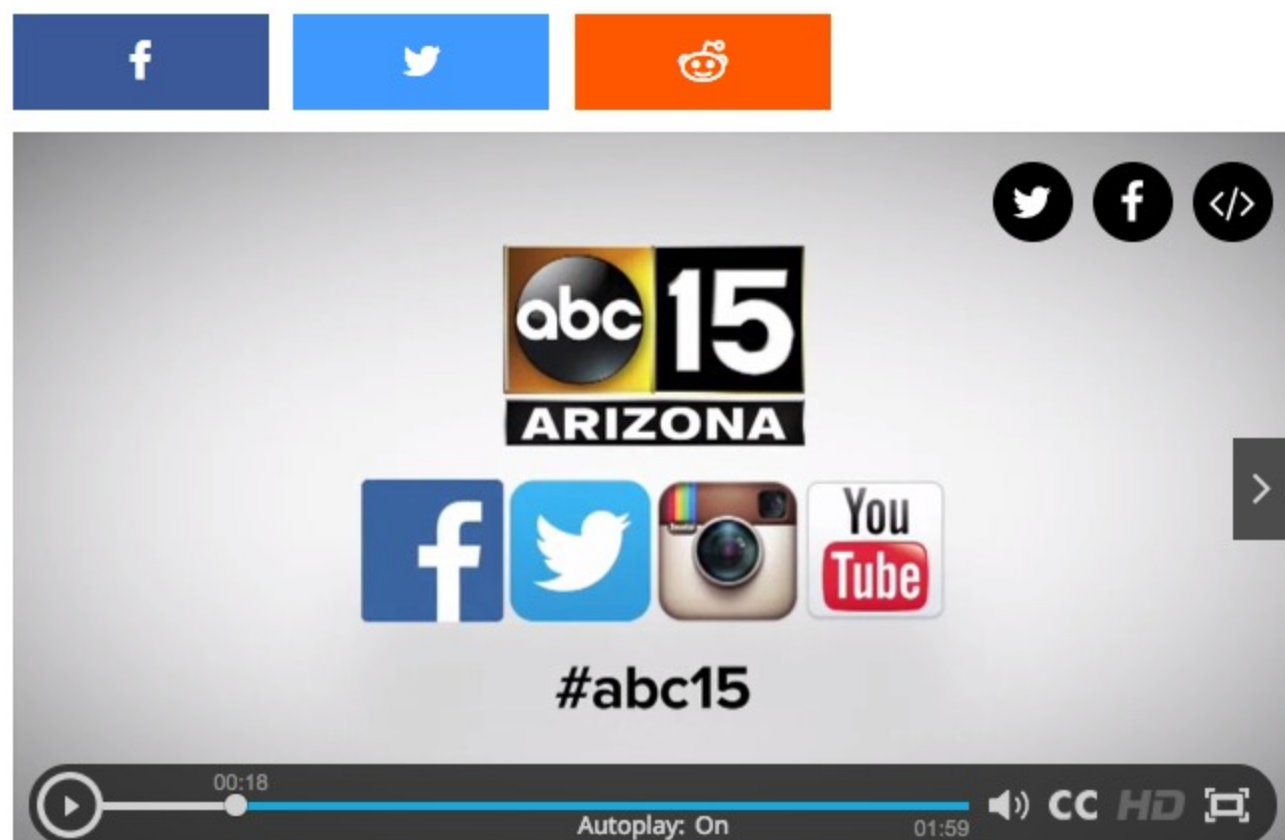 f
f
</>
abc 15
ARIZONA
f
You
Tube
#abc15
00:18
Autoplay: On
01:59
CC HD